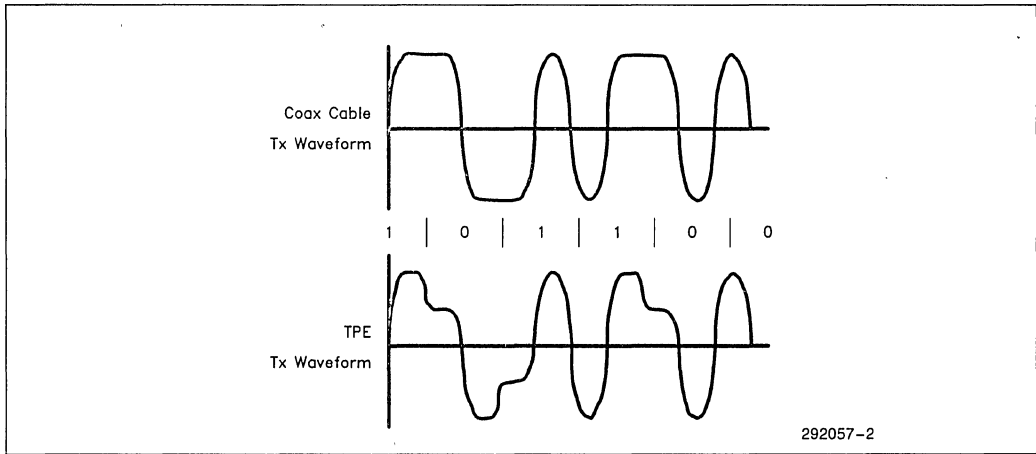 Coax Cable
Tx Waveform
1 | 0 | 1 | 1 | 0 | 0
TPE
Tx Waveform
292057-2